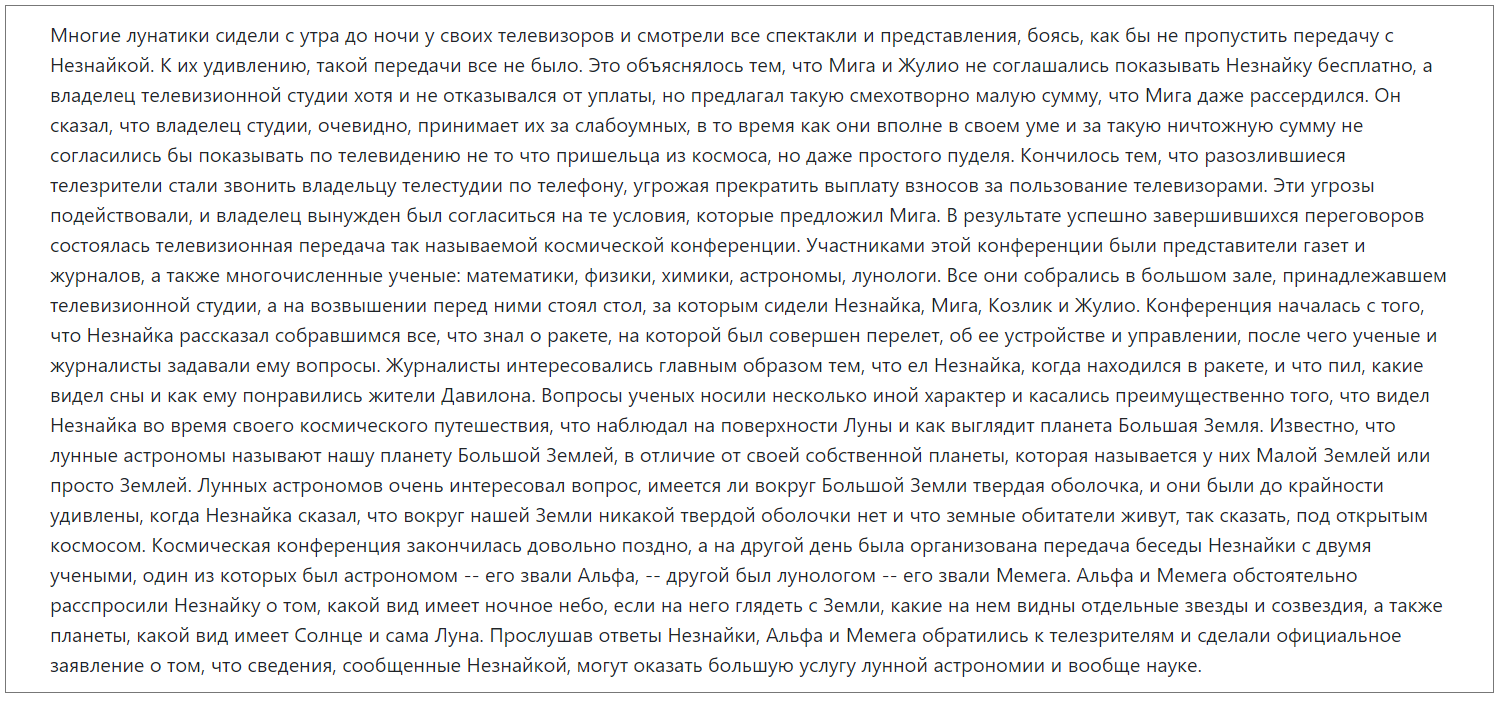 Многие лунатики сидели с утра до ночи у своих телевизоров и смотрели все спектакли и представления, боясь, как бы не пропустить передачу с
Незнайкой. К их удивлению, такой передачи все не было. Это объяснялось тем, что Мига и Жулио не соглашались показывать Незнайку бесплатно, а
владелец телевизионной студии хотя и не отказывался от уплаты, но предлагал такую смехотворно малую сумму, что Мига даже рассердился. Он
сказал, что владелец студии, очевидно, принимает их за слабоумных, в то время как они вполне в своем уме и за такую ничтожную сумму не
согласились бы показывать по телевидению не то что пришельца из космоса, но даже простого пуделя. Кончилось тем, что разозлившиеся
телезрители стали звонить владельцу телестудии по телефону, угрожая прекратить выплату взносов за пользование телевизорами. Эти угрозы
подействовали, и владелец вынужден был согласиться на те условия, которые предложил Мига. В результате успешно завершившихся переговоров
состоялась телевизионная передача так называемой космической конференции. Участниками этой конференции были представители газет и
журналов, а также многочисленные ученые: математики, физики, химики, астрономы, лунологи. Все они собрались в большом зале, принадлежавшем
телевизионной студии, а на возвышении перед ними стоял стол, за которым сидели Незнайка, Мига, Козлик и Жулио. Конференция началась с того,
что Незнайка рассказал собравшимся все, что знал о ракете, на которой был совершен перелет, об ее устройстве и управлении, после чего ученые и
журналисты задавали ему вопросы. Журналисты интересовались главным образом тем, что ел Незнайка, когда находился в ракете, и что пил, какие
видел сны и как ему понравились жители Давилона. Вопросы ученых носили несколько иной характер и касались преимущественно того, что видел
Незнайка во время своего космического путешествия, что наблюдал на поверхности Луны и как выглядит планета Большая Земля. Известно, что
лунные астрономы называют нашу планету Большой Землей, в отличие от своей собственной планеты, которая называется у них Малой Землей или
просто Землей. Лунных астрономов очень интересовал вопрос, имеется ли вокруг Большой Земли твердая оболочка, и они были до крайности
удивлены, когда Незнайка сказал, что вокруг нашей Земли никакой твердой оболочки нет и что земные обитатели живут, так сказать, под открытым
космосом. Космическая конференция закончилась довольно поздно, а на другой день была организована передача беседы Незнайки с двумя
учеными, один из которых был астрономом -- его звали Альфа, -- другой был лунологом -- его звали Мемега. Альфа и Мемега обстоятельно
расспросили Незнайку о том, какой вид имеет ночное небо, если на него глядеть с Земли, какие на нем видны отдельные звезды и созвездия, а также
планеты, какой вид имеет Солнце и сама Луна. Прослушав ответы Незнайки, Альфа и Мемега обратились к телезрителям и сделали официальное
заявление о том, что сведения, сообщенные Незнайкой, могут оказать большую услугу лунной астрономии и вообще науке.